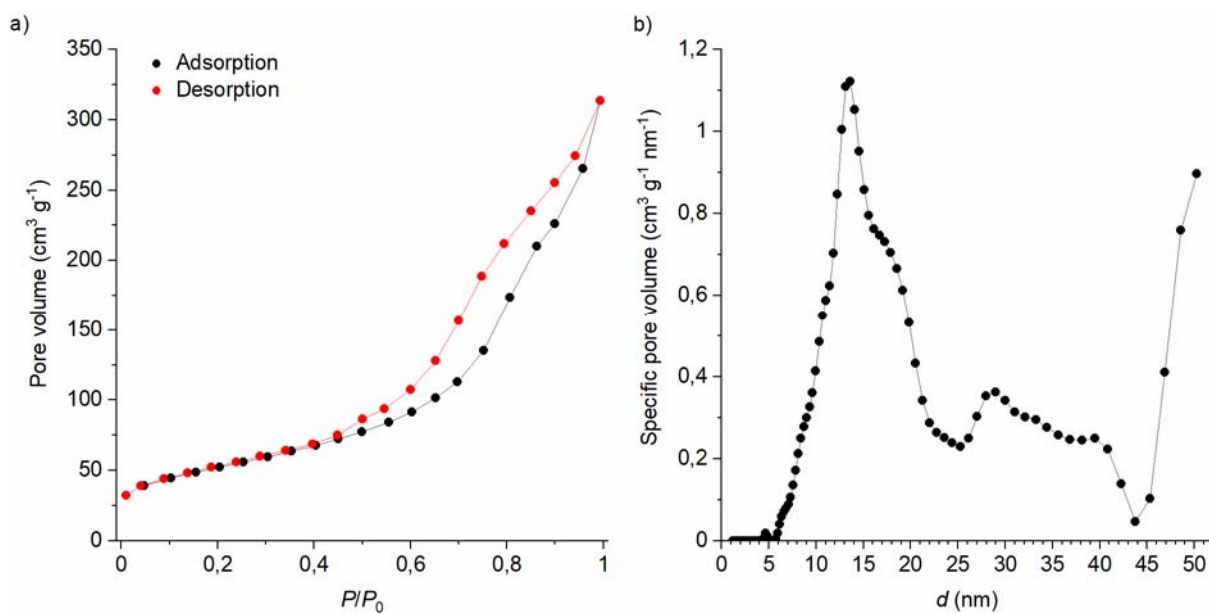 a)
Adsorption
Desorption
Pore volume (cm³ g⁻¹)
350
300
250
200
150
100
50
0
0 0,2 0,4 0,6 0,8 1
P/P₀
b)
Specific pore volume (cm³ g⁻¹ nm⁻¹)
1,2
1
0,8
0,6
0,4
0,2
0
0 5 10 15 20 25 30 35 40 45 50
d (nm)